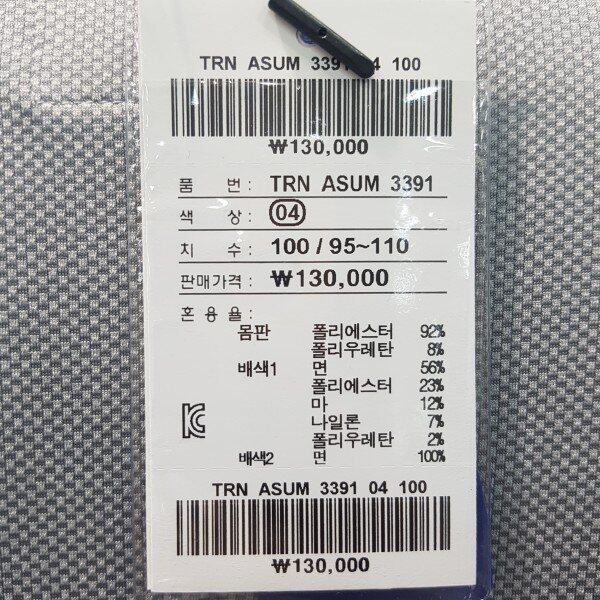 TRN ASUM 3391 04 100
₩130,000
품 번 : TRN ASUM 3391
색 상 : 04
치 수 : 100 / 95~110
판매가격 : ₩130,000
혼 용 율 :
몸판 폴리에스터 92%
폴리우레탄 8%
배색1 면 56%
폴리에스터 23%
마 12%
나일론 7%
폴리우레탄 2%
배색2 면 100%
TRN ASUM 3391 04 100
₩130,000